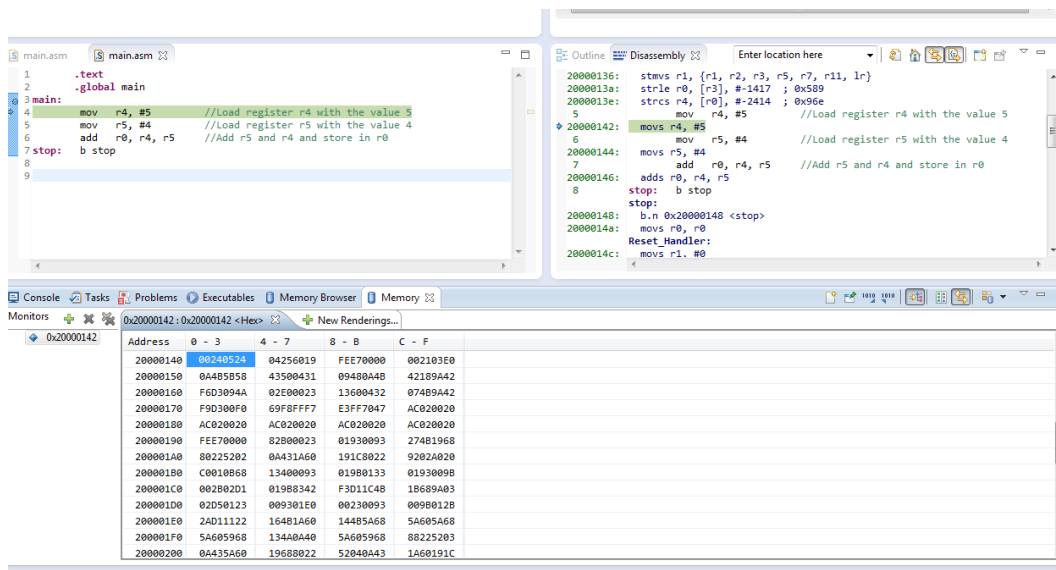 main.asm main.asm
1 .text
2 .global main
3 main:
4 mov r4, #5 //Load register r4 with the value 5
5 mov r5, #4 //Load register r5 with the value 4
6 add r0, r4, r5 //Add r5 and r4 and store in r0
7 stop: b stop
8
9
Outline Disassembly Enter location here
20000136: stmvs r1, {r1, r2, r3, r5, r7, r11, lr}
2000013a: strle r0, [r3], #-1417 ; 0x589
2000013e: strcs r4, [r0], #-2414 ; 0x96e
5 mov r4, #5 //Load register r4 with the value 5
20000142: movs r4, #5
6 mov r5, #4 //Load register r5 with the value 4
20000144: movs r5, #4
7 add r0, r4, r5 //Add r5 and r4 and store in r0
20000146: adds r0, r4, r5
8 stop: b stop
stop:
20000148: b.n 0x20000148 <stop>
2000014a: movs r0, r0
Reset_Handler:
2000014c: movs r1, #0
Console Tasks Problems Executables Memory Browser Memory
Monitors
0x20000142
0x20000142 : 0x20000142 <Hex> New Renderings...
Address 0 - 3 4 - 7 8 - B C - F
20000140 00240524 04256019 FEE70000 002103E0
20000150 0A4B5B58 43500431 09480A4B 42189A42
20000160 F6D3094A 02E00023 13600432 074B9A42
20000170 F9D300F0 69F8FFF7 E3FF7047 AC020020
20000180 AC020020 AC020020 AC020020 AC020020
20000190 FEE70000 82B00023 01930093 274B1968
200001A0 80225202 0A431A60 191C8022 9202A020
200001B0 C0010B68 13400093 019B0133 0193009B
200001C0 002B02D1 019B8342 F3D11C4B 1B689A03
200001D0 02D50123 009301E0 00230093 009B012B
200001E0 2AD11122 164B1A60 144B5A68 5A605A68
200001F0 5A605968 134A0A40 5A605968 88225203
20000200 0A435A60 19688022 52040A43 1A60191C